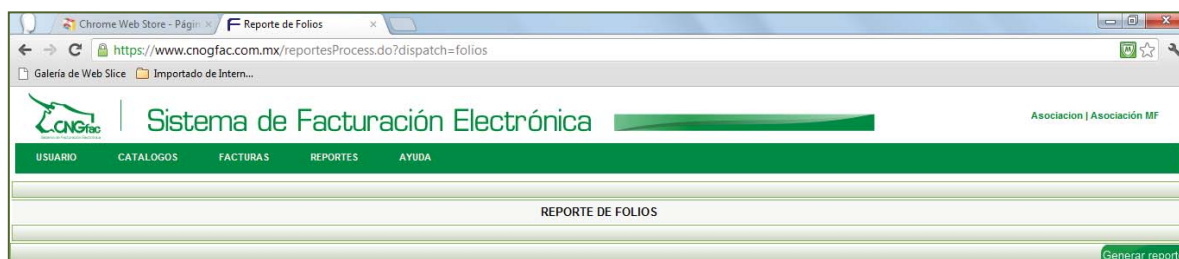 Chrome Web Store - Págin
Reporte de Folios
https://www.cnogfac.com.mx/reportesProcess.do?dispatch=folios
Galería de Web Slice Importado de Intern...
CNGfac
Sistema de Facturación Electrónica
Asociacion | Asociación MF
USUARIO CATALOGOS FACTURAS REPORTES AYUDA
REPORTE DE FOLIOS
Generar report